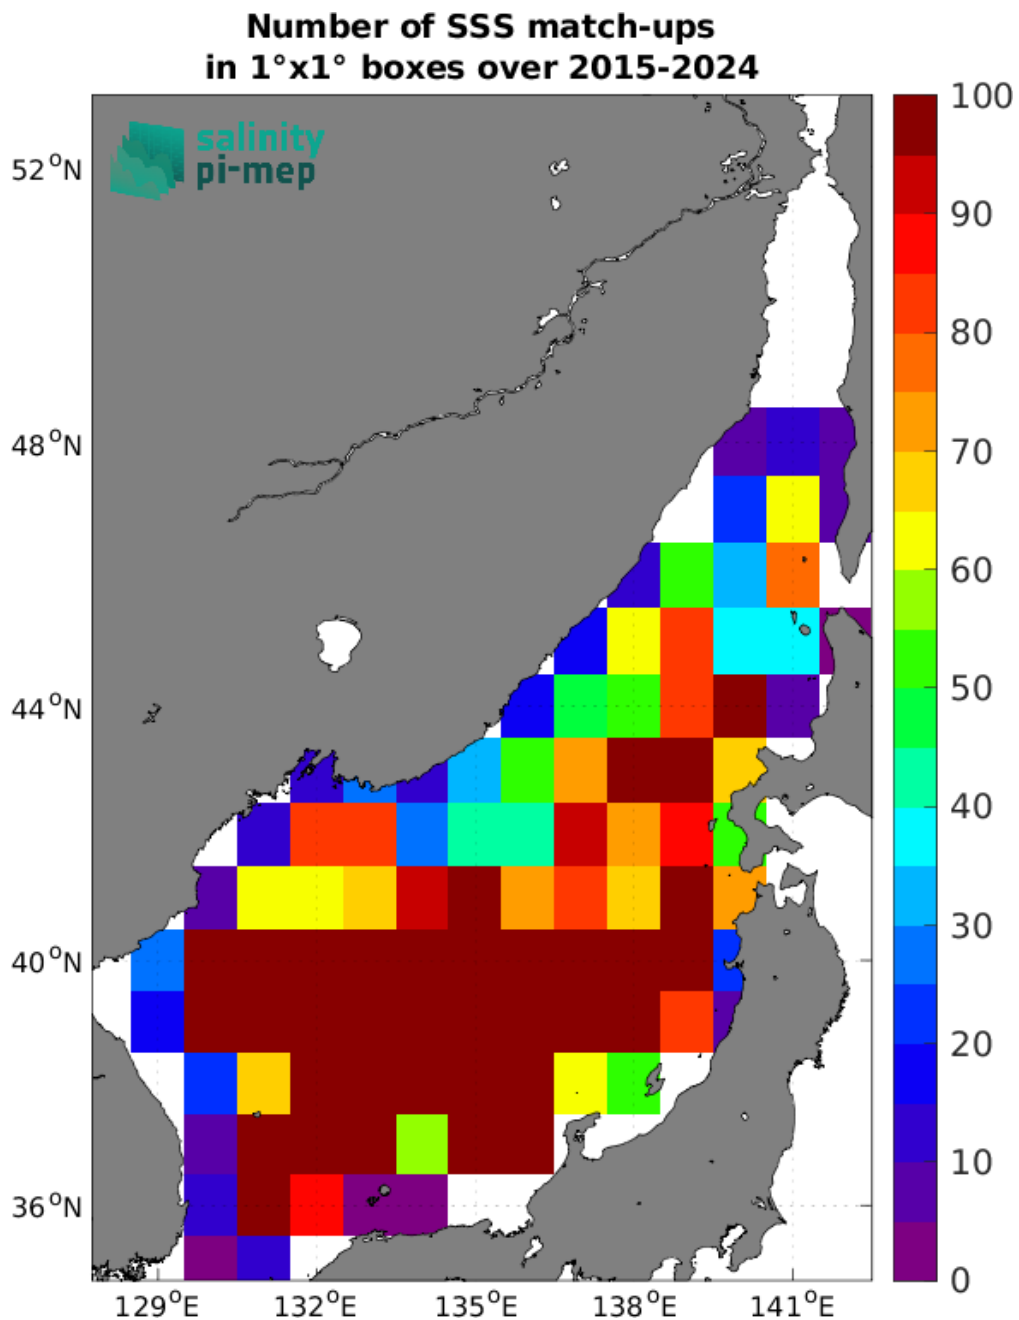 Number of SSS match-ups
in 1°x1° boxes over 2015-2024
salinity
pi-mep
52°N
48°N
44°N
40°N
36°N
129°E 132°E 135°E 138°E 141°E
100
90
80
70
60
50
40
30
20
10
0